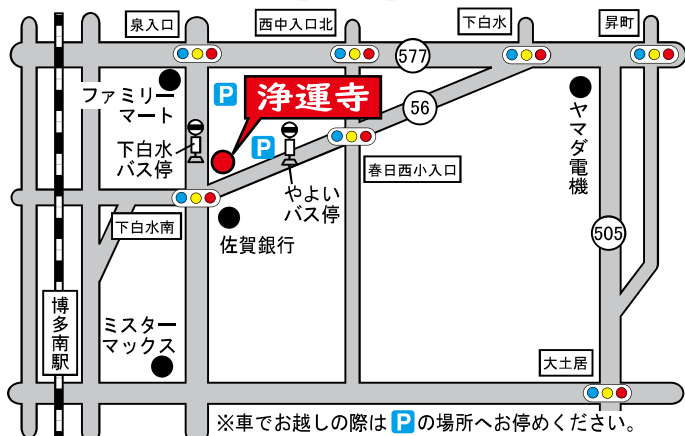 泉入口
西中入口北
下白水
昇町
577
ファミリー
マート
P
浄運寺
56
ヤマダ電機
下白水
バス停
P
やよい
バス停
春日西小入口
下白水南
佐賀銀行
505
博多南駅
ミスター
マックス
大土居
※車でお越しの際は P の場所へお停めください。